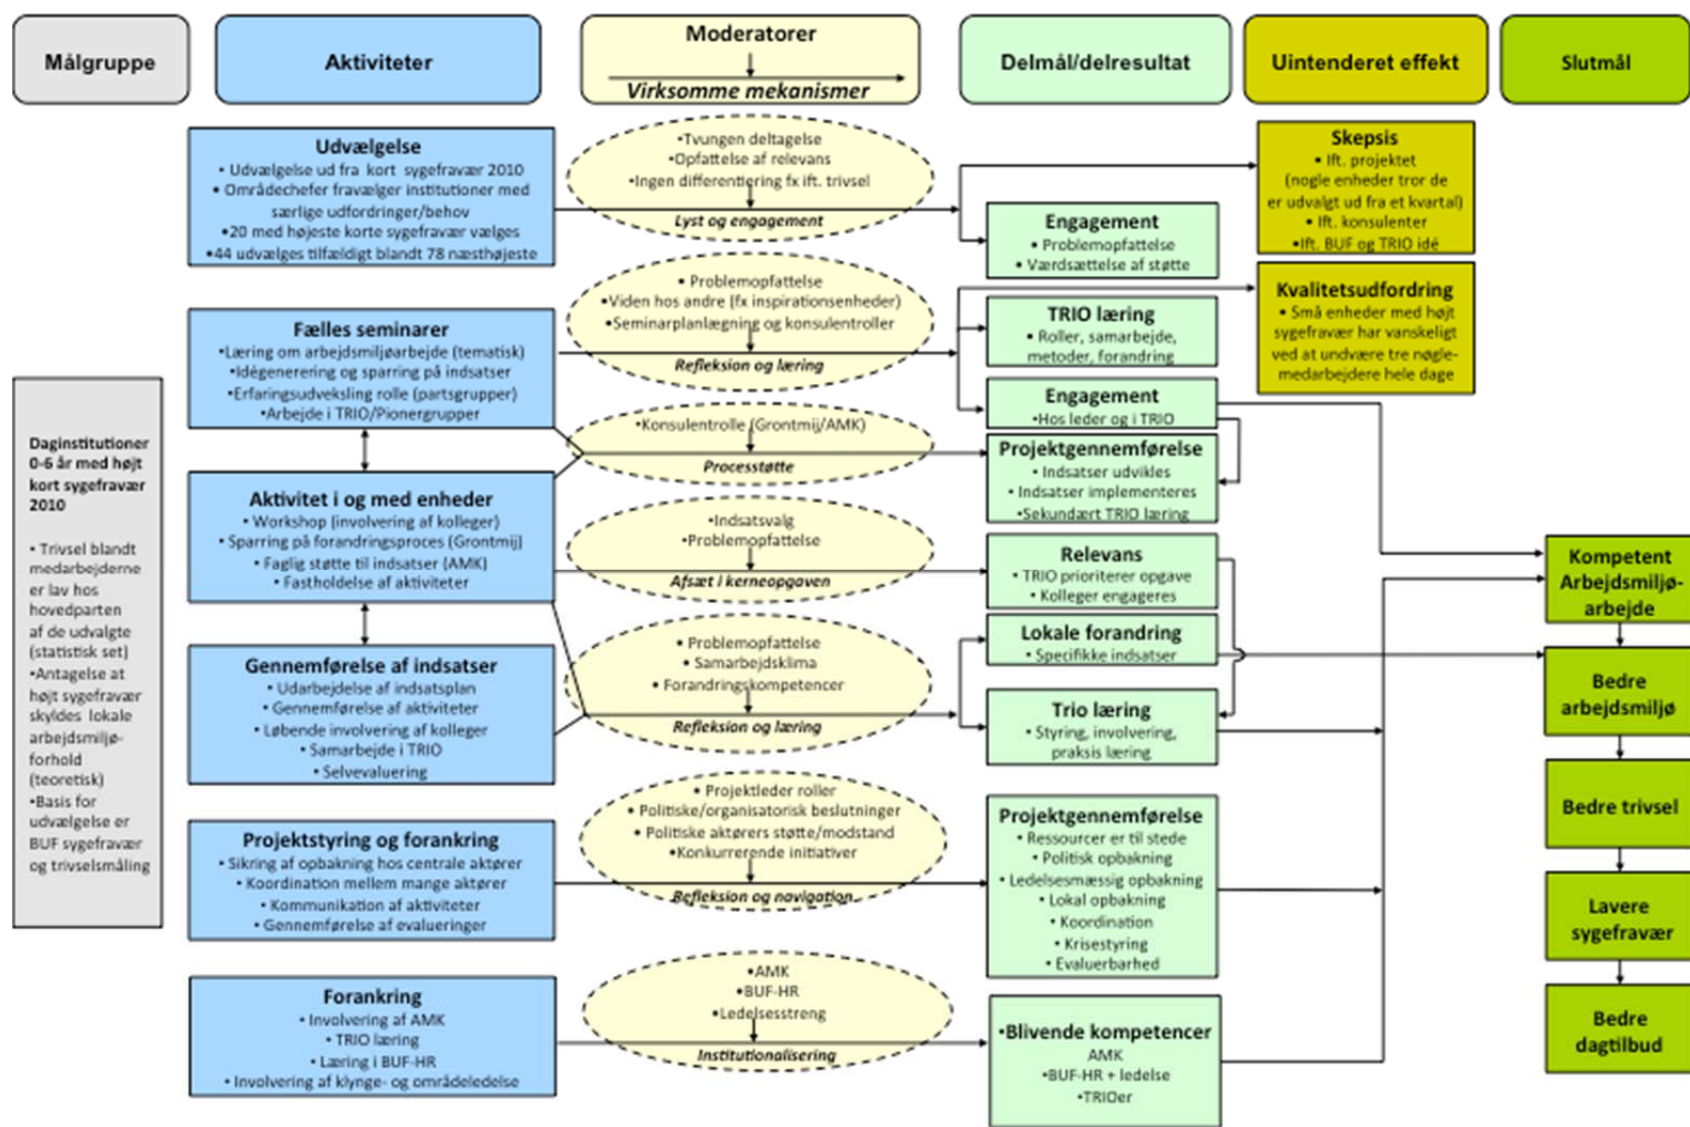 Målgruppe
Aktiviteter
Moderatorer
Virksomme mekanismer
Delmål/delresultat
Uintenderet effekt
Slutmål
Daginstitutioner
0-6 år med højt
kort sygefravær
2010
• Trivsel blandt
medarbejderne
er lav hos
hovedparten
af de udvalgte
(statistisk set)
•Antagelse at
højt sygefravær
skyldes lokale
arbejdsmiljø-
forhold
(teoretisk)
•Basis for
udvælgelse er
BUF sygefravær
og trivselsmåling
Udvælgelse
• Udvælgelse ud fra kort sygefravær 2010
• Områdechefer fravælger institutioner med
særlige udfordringer/behov
•20 med højeste korte sygefravær vælges
•44 udvælges tilfældigt blandt 78 næsthøjeste
Fælles seminarer
•Læring om arbejdsmiljøarbejde (tematisk)
• Idégenerering og sparring på indsatser
•Erfaringsudveksling rolle (partsgrupper)
•Arbejde i TRIO/Pionergrupper
Aktivitet i og med enheder
• Workshop (involvering af kolleger)
• Sparring på forandringsproces (Grontmij)
• Faglig støtte til indsatser (AMK)
• Fastholdelse af aktiviteter
Gennemførelse af indsatser
• Udarbejdelse af indsatsplan
• Gennemførelse af aktiviteter
• Løbende involvering af kolleger
• Samarbejde i TRIO
• Selvevaluering
Projektstyring og forankring
• Sikring af opbakning hos centrale aktører
• Koordination mellem mange aktører
• Kommunikation af aktiviteter
• Gennemførelse af evalueringer
Forankring
• Involvering af AMK
• TRIO læring
• Læring i BUF-HR
• Involvering af klynge- og områdeledelse
•Tvungen deltagelse
•Opfattelse af relevans
•Ingen differentiering fx ift. trivsel
Lyst og engagement
• Problemopfattelse
•Viden hos andre (fx inspirationsenheder)
•Seminarplanlægning og konsulentroller
Refleksion og læring
•Konsulentrolle (Grontmij/AMK)
Processtøtte
•Indsatsvalg
•Problemopfattelse
Afsæt i kerneopgaven
• Problemopfattelse
• Samarbejdsklima
• Forandringskompetencer
Refleksion og læring
• Projektleder roller
• Politiske/organisatorisk beslutninger
• Politiske aktørers støtte/modstand
•Konkurrerende initiativer
Refleksion og navigation
•AMK
•BUF-HR
•Ledelsesstreng
Institutionalisering
Engagement
• Problemopfattelse
• Værdsættelse af støtte
TRIO læring
• Roller, samarbejde,
metoder, forandring
Engagement
•Hos leder og i TRIO
Projektgennemførelse
• Indsatser udvikles
• Indsatser implementeres
•Sekundært TRIO læring
Relevans
• TRIO prioriterer opgave
• Kolleger engageres
Lokale forandring
• Specifikke indsatser
Trio læring
• Styring, involvering,
praksis læring
Projektgennemførelse
• Ressourcer er til stede
• Politisk opbakning
• Ledelsesmæssig opbakning
• Lokal opbakning
• Koordination
• Krisestyring
• Evaluerbarhed
•Blivende kompetencer
AMK
•BUF-HR + ledelse
•TRIOer
Skepsis
• Ift. projektet
(nogle enheder tror de
er udvalgt ud fra et kvartal)
• Ift. konsulenter
•Ift. BUF og TRIO idé
Kvalitetsudfordring
• Små enheder med højt
sygefravær har vanskeligt
ved at undvære tre nøgle-
medarbejdere hele dage
Kompetent
Arbejdsmiljø-
arbejde
Bedre
arbejdsmiljø
Bedre trivsel
Lavere
sygefravær
Bedre
dagtilbud